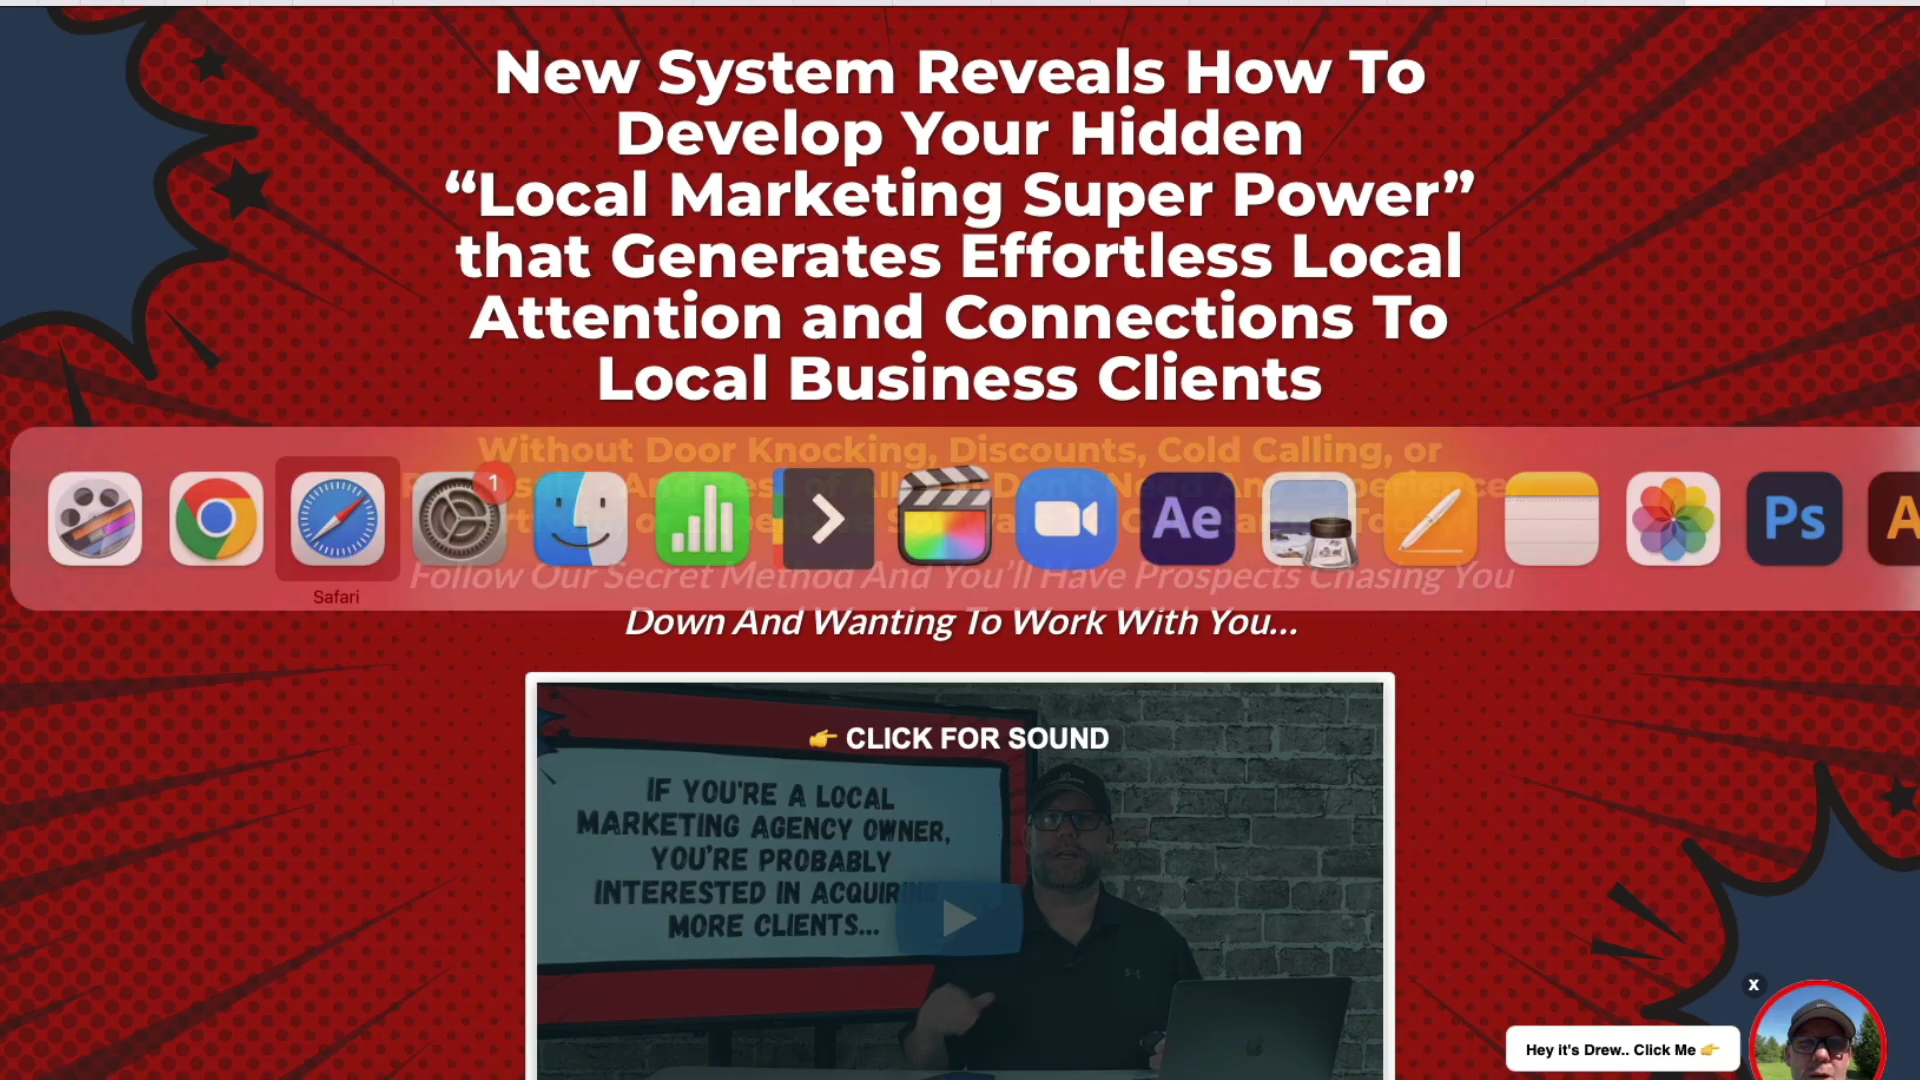 New System Reveals How To
Develop Your Hidden
“Local Marketing Super Power”
that Generates Effortless Local
Attention and Connections To
Local Business Clients
Without Door Knocking, Discounts, Cold Calling, or
1
Ae
Ps
Safari
Follow Our Secret Method And You’ll Have Prospects Chasing You
Down And Wanting To Work With You...
👉 CLICK FOR SOUND
IF YOU'RE A LOCAL
MARKETING AGENCY OWNER,
YOU'RE PROBABLY
INTERESTED IN
MORE CLIENTS...
X
Hey it's Drew.. Click Me 👉